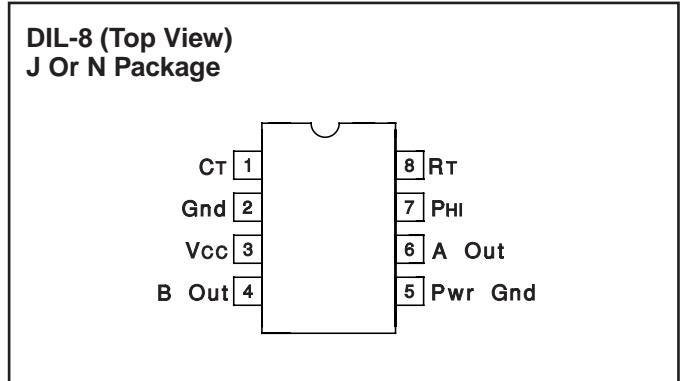 DIL-8 (Top View)
J Or N Package
CT 1 8 RT
Gnd 2 7 PHI
Vcc 3 6 A Out
B Out 4 5 Pwr Gnd